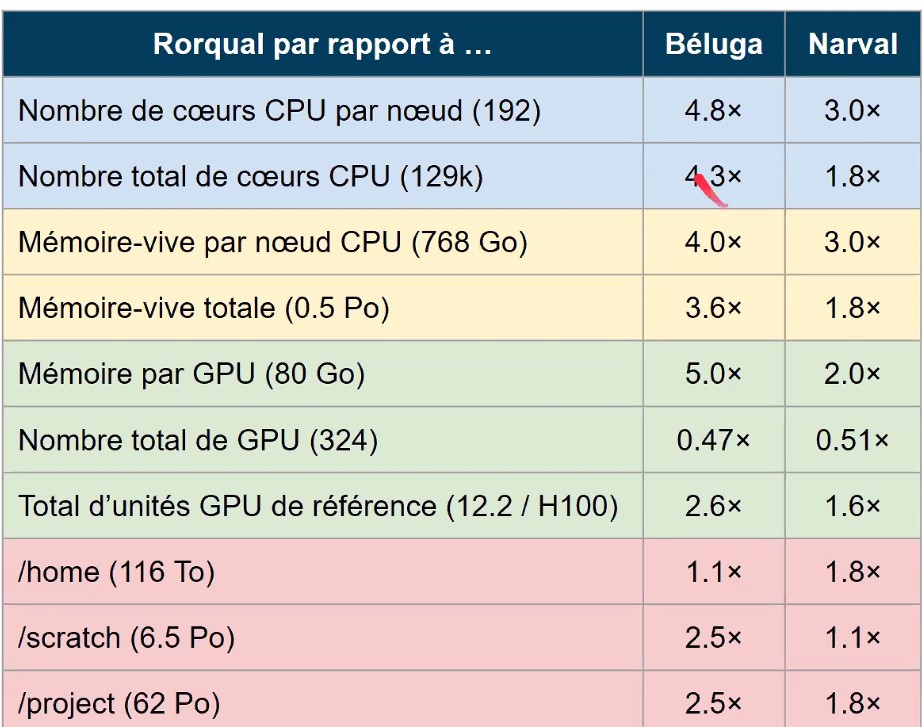 Rorqual par rapport à … Béluga Narval
Nombre de cœurs CPU par nœud (192) 4.8× 3.0×
Nombre total de cœurs CPU (129k) 4.3× 1.8×
Mémoire-vive par nœud CPU (768 Go) 4.0× 3.0×
Mémoire-vive totale (0.5 Po) 3.6× 1.8×
Mémoire par GPU (80 Go) 5.0× 2.0×
Nombre total de GPU (324) 0.47× 0.51×
Total d’unités GPU de référence (12.2 / H100) 2.6× 1.6×
/home (116 To) 1.1× 1.8×
/scratch (6.5 Po) 2.5× 1.1×
/project (62 Po) 2.5× 1.8×